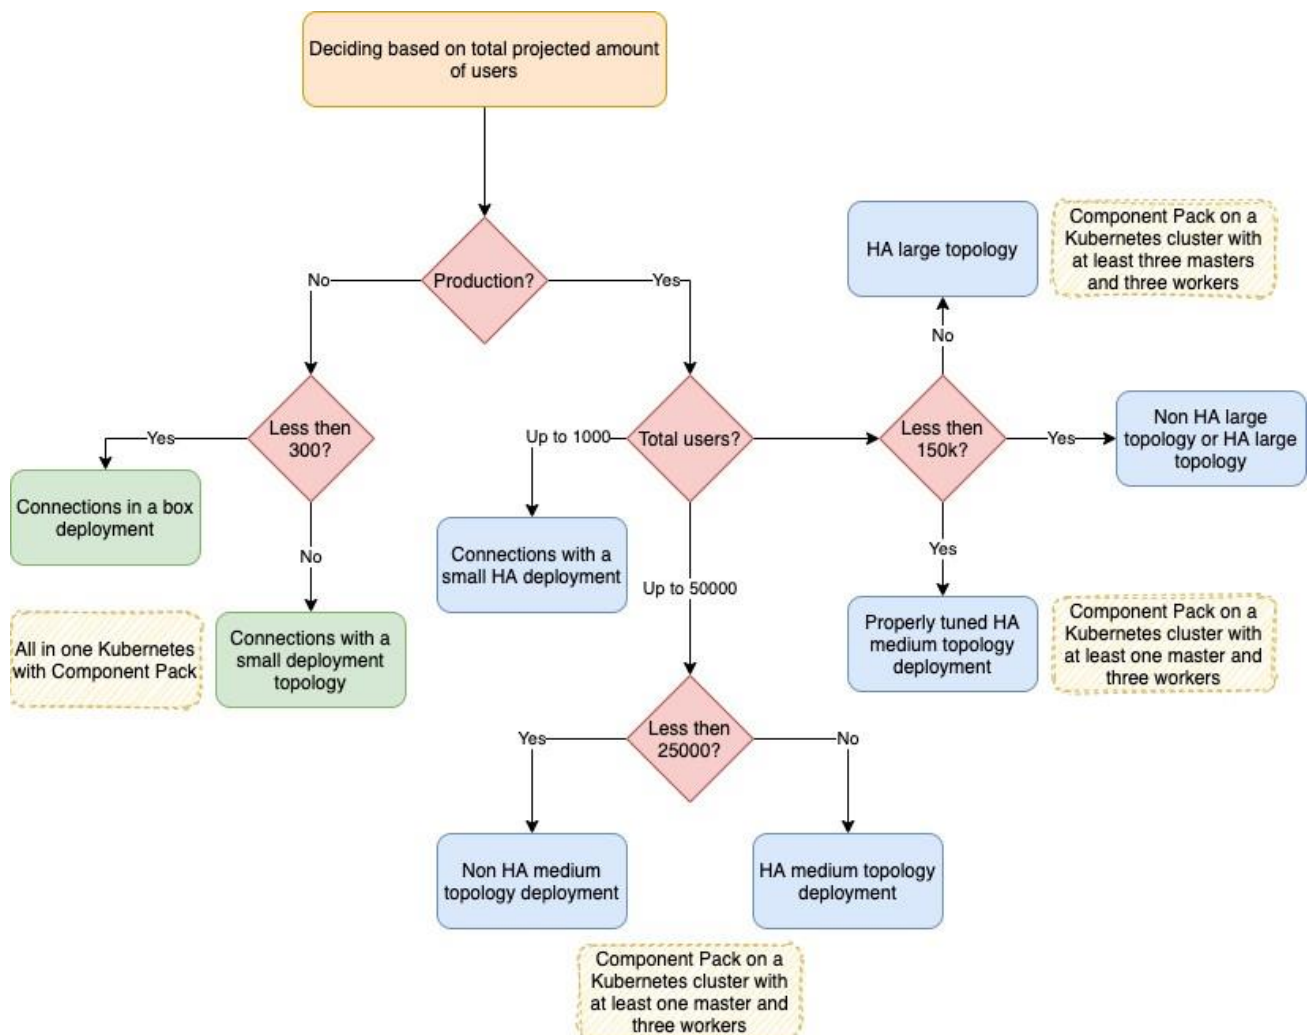 Deciding based on total projected amount
of users
Production?
No
Yes
Less then
300?
Yes
No
Connections in a box
deployment
Connections with a
small deployment
topology
All in one Kubernetes
with Component Pack
Total users?
Up to 1000
Connections with a
small HA deployment
Up to 50000
Less then
25000?
Yes
No
Non HA medium
topology deployment
HA medium topology
deployment
Component Pack on a
Kubernetes cluster with
at least one master and
three workers
Less then
150k?
No
HA large topology
Component Pack on a
Kubernetes cluster with
at least three masters
and three workers
Yes
Non HA large
topology or HA large
topology
Yes
Properly tuned HA
medium topology
deployment
Component Pack on a
Kubernetes cluster with
at least one master and
three workers